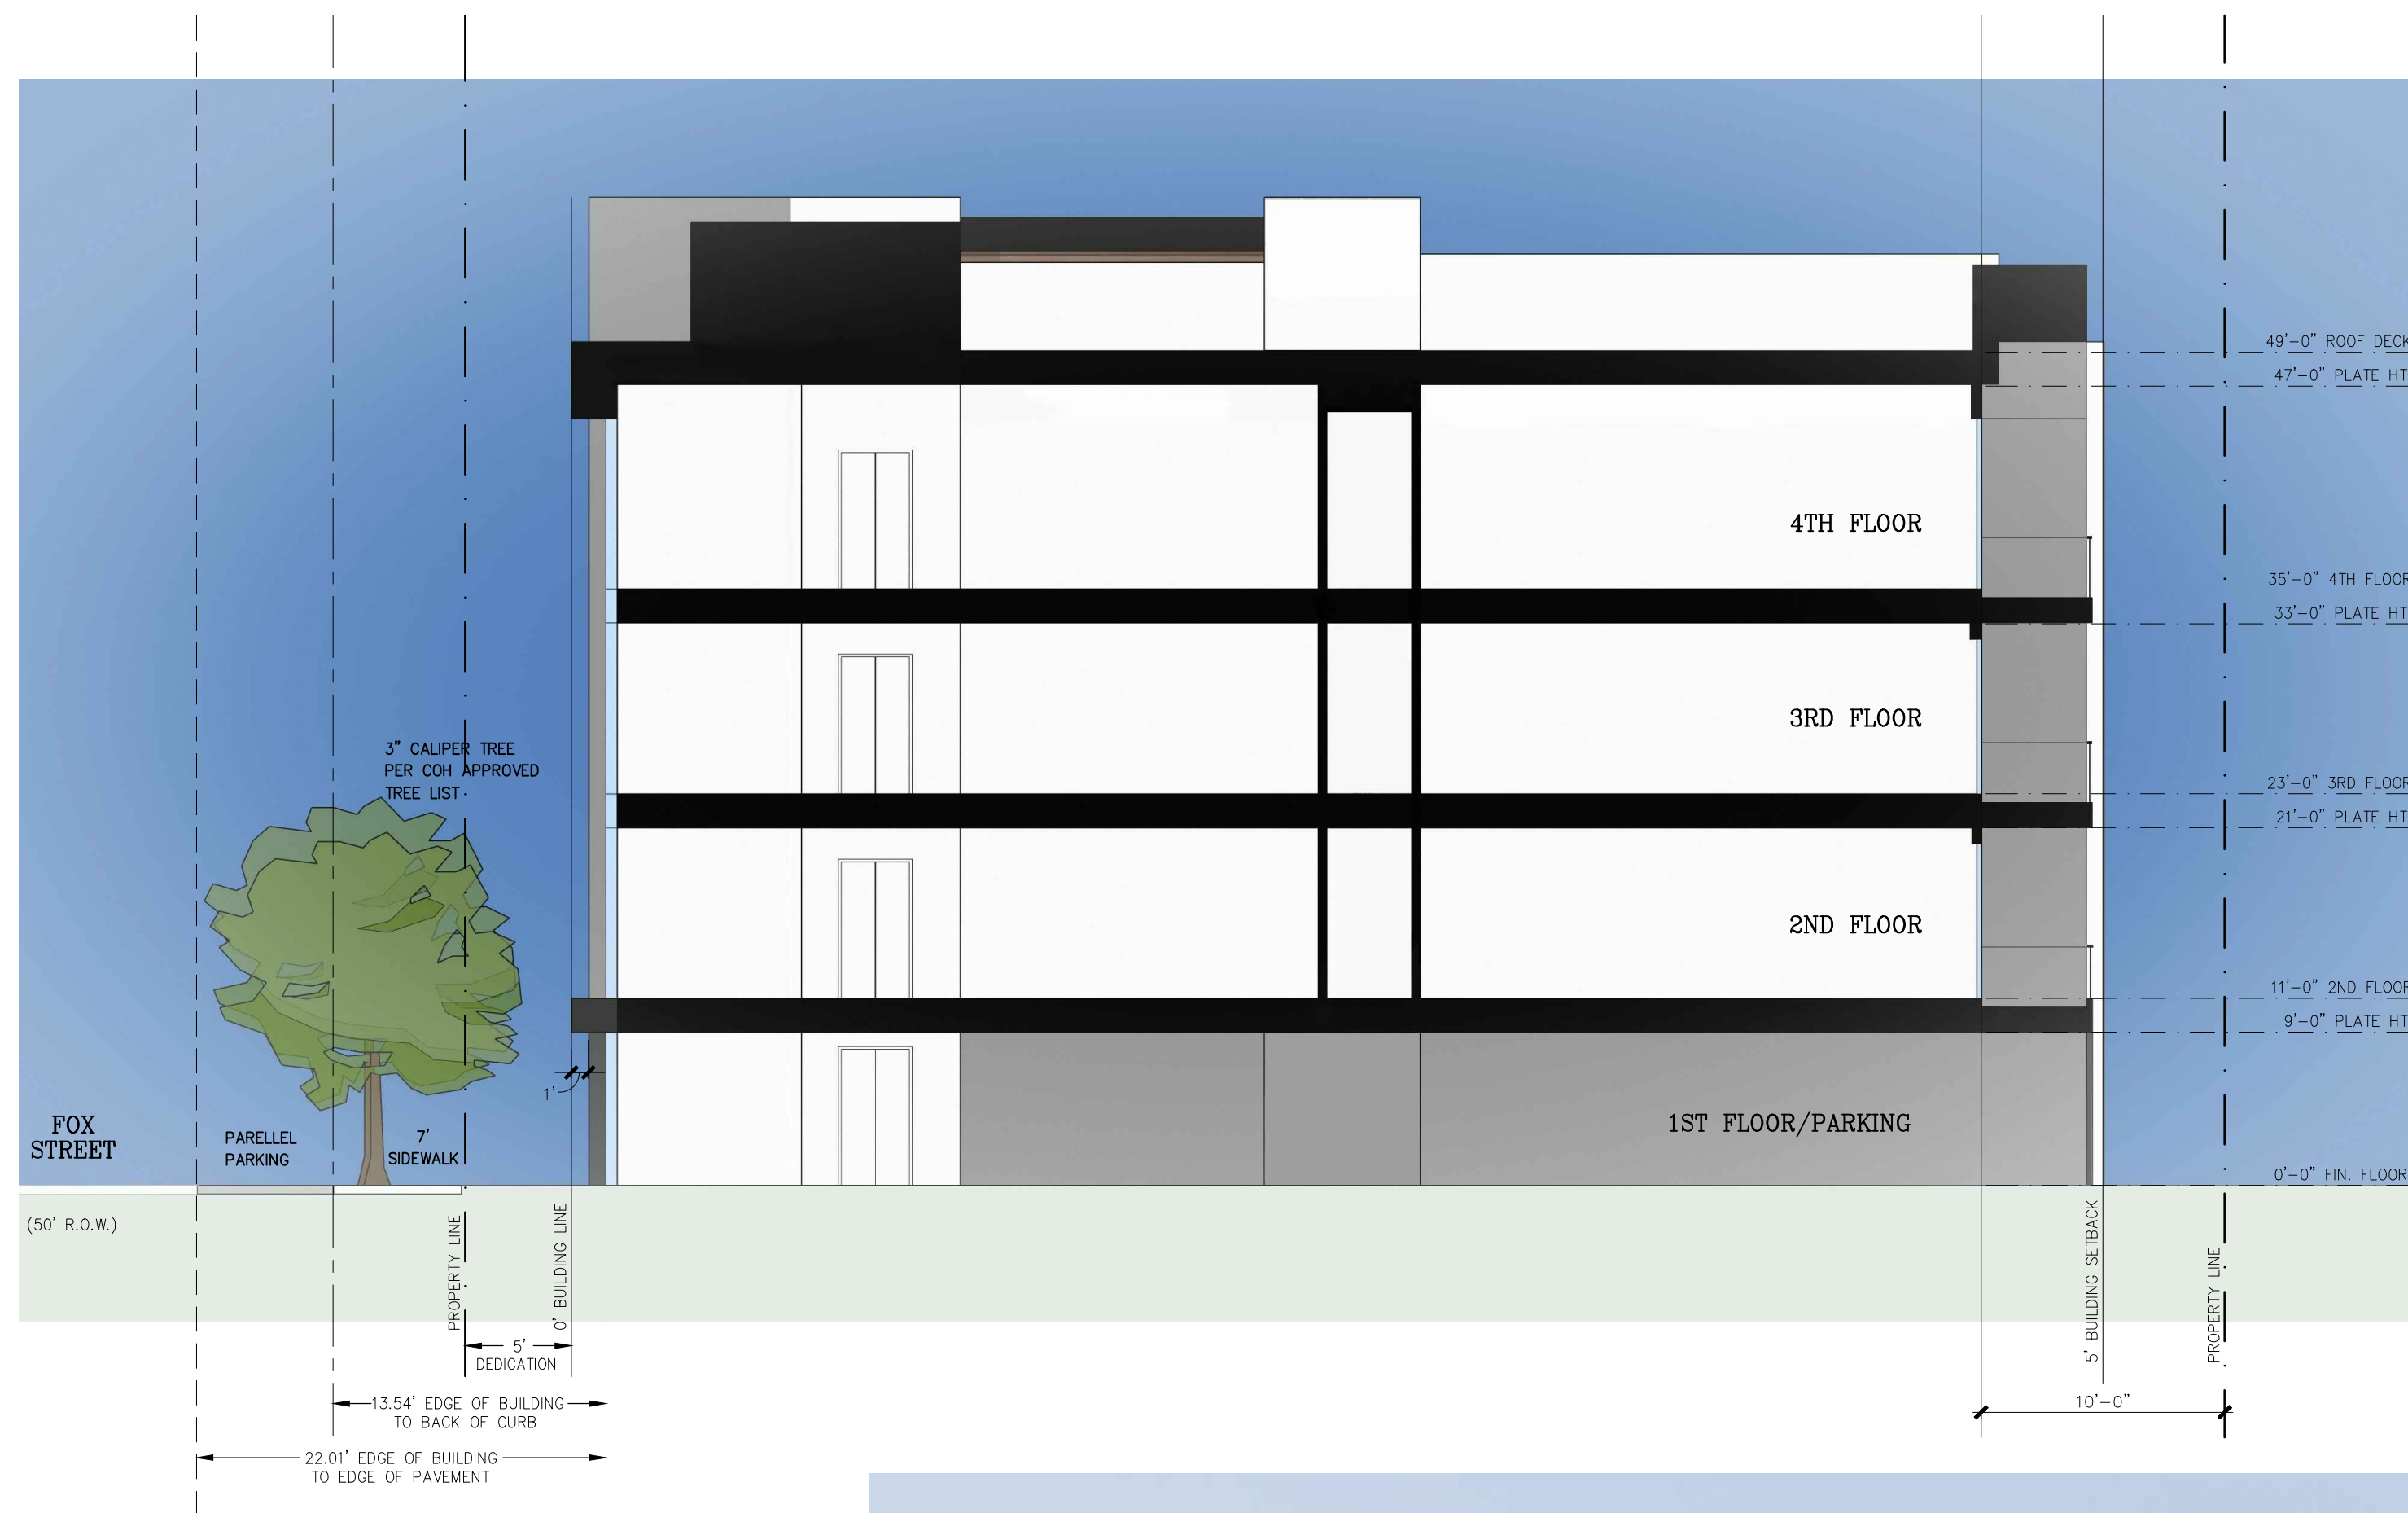 49'-0" ROOF DECK
47'-0" PLATE HT
4TH FLOOR
35'-0" 4TH FLOOR
33'-0" PLATE HT
3RD FLOOR
3" CALIPER TREE
PER COH APPROVED
TREE LIST
23'-0" 3RD FLOOR
21'-0" PLATE HT
2ND FLOOR
11'-0" 2ND FLOOR
9'-0" PLATE HT
1'
FOX
STREET
PARELLEL
PARKING
7'
SIDEWALK
1ST FLOOR/PARKING
0'-0" FIN. FLOOR
(50' R.O.W.)
PROPERTY LINE
0' BUILDING LINE
5' BUILDING SETBACK
PROPERTY LINE
5'
DEDICATION
13.54' EDGE OF BUILDING
TO BACK OF CURB
10'-0"
22.01' EDGE OF BUILDING
TO EDGE OF PAVEMENT